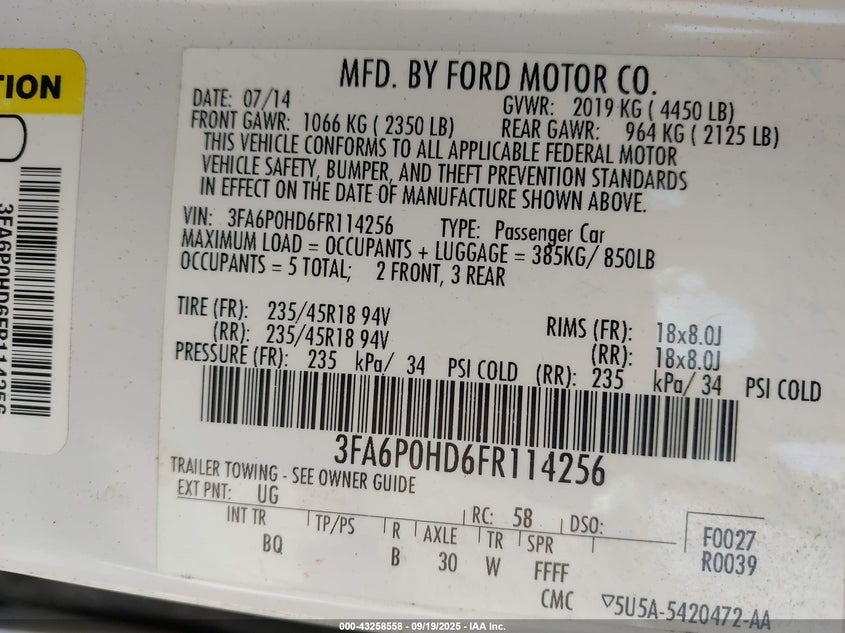 TION
3FA6P0HD6FR114256
MFD. BY FORD MOTOR CO.
DATE: 07/14 GVWR: 2019 KG ( 4450 LB)
FRONT GAWR: 1066 KG ( 2350 LB) REAR GAWR: 964 KG ( 2125 LB)
THIS VEHICLE CONFORMS TO ALL APPLICABLE FEDERAL MOTOR
VEHICLE SAFETY, BUMPER, AND THEFT PREVENTION STANDARDS
IN EFFECT ON THE DATE OF MANUFACTURE SHOWN ABOVE.
VIN: 3FA6P0HD6FR114256 TYPE: Passenger Car
MAXIMUM LOAD = OCCUPANTS + LUGGAGE = 385KG/ 850LB
OCCUPANTS = 5 TOTAL; 2 FRONT, 3 REAR
TIRE (FR): 235/45R18 94V RIMS (FR): 18x8.0J
(RR): 235/45R18 94V (RR): 18x8.0J
PRESSURE (FR): 235 kPa/ 34 PSI COLD (RR): 235 kPa/ 34 PSI COLD
3FA6P0HD6FR114256
TRAILER TOWING - SEE OWNER GUIDE
EXT PNT: UG RC: 58 DSO: F0027
INT TR TP/PS R AXLE TR SPR R0039
BQ B 30 W FFFF
CMC ▽5U5A-5420472-AA
000-43258558 - 09/19/2025 - IAA Inc.